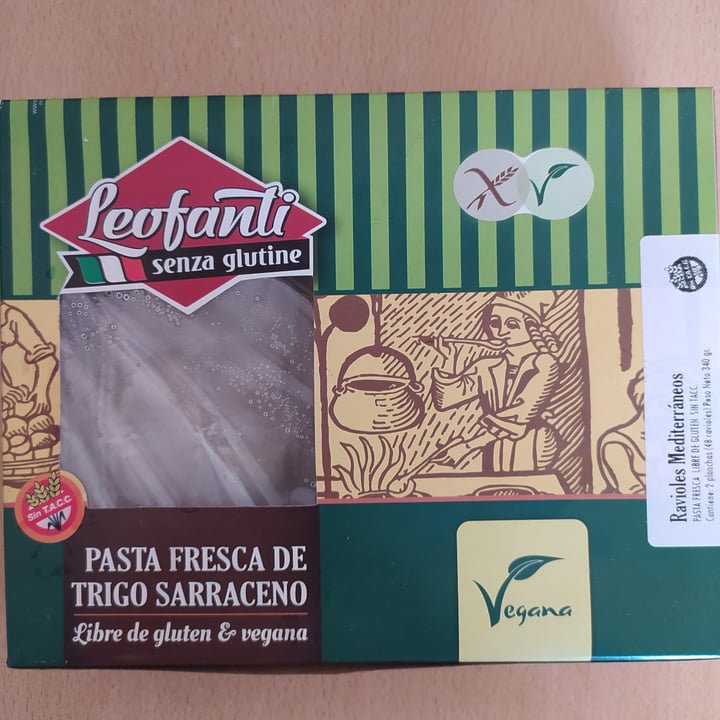 Leofanti
senza glutine
Sin T.A.C.C.
PASTA FRESCA DE
TRIGO SARRACENO
Libre de gluten & vegana
Vegana
Ravioles Mediterráneos
PASTA FRESCA LIBRE DE GLUTEN. SIN TACC.
Contiene: 2 planchas (48 ravioles) Peso Neto 340 gr.